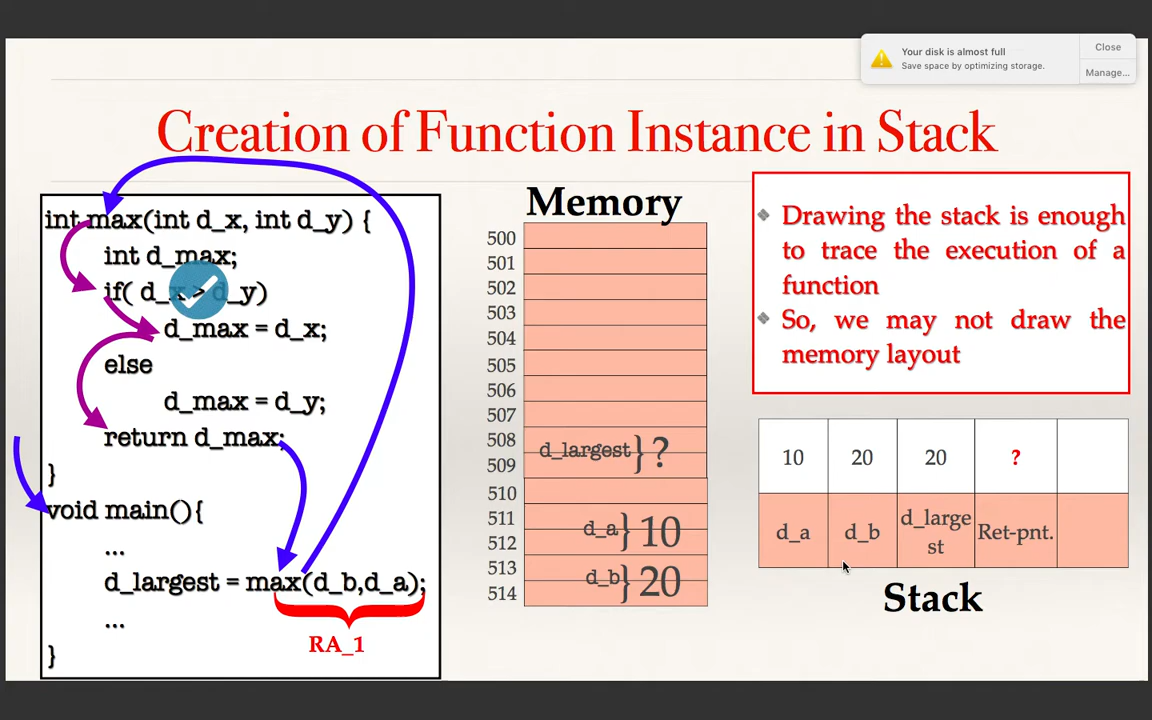 Your disk is almost full
Save space by optimizing storage.
Close
Manage...
Creation of Function Instance in Stack
int max(int d_x, int d_y) {
int d_max;
if( d_x > d_y)
d_max = d_x;
else
d_max = d_y;
return d_max;
}
void main(){
...
d_largest = max(d_b,d_a);
...
}
RA_1
Memory
500
501
502
503
504
505
506
507
508
509
510
511
512
513
514
d_largest} ?
d_a} 10
d_b} 20
❖ Drawing the stack is enough
to trace the execution of a
function
❖ So, we may not draw the
memory layout
10 20 20 ?
d_a d_b d_large Ret-pnt.
st
Stack